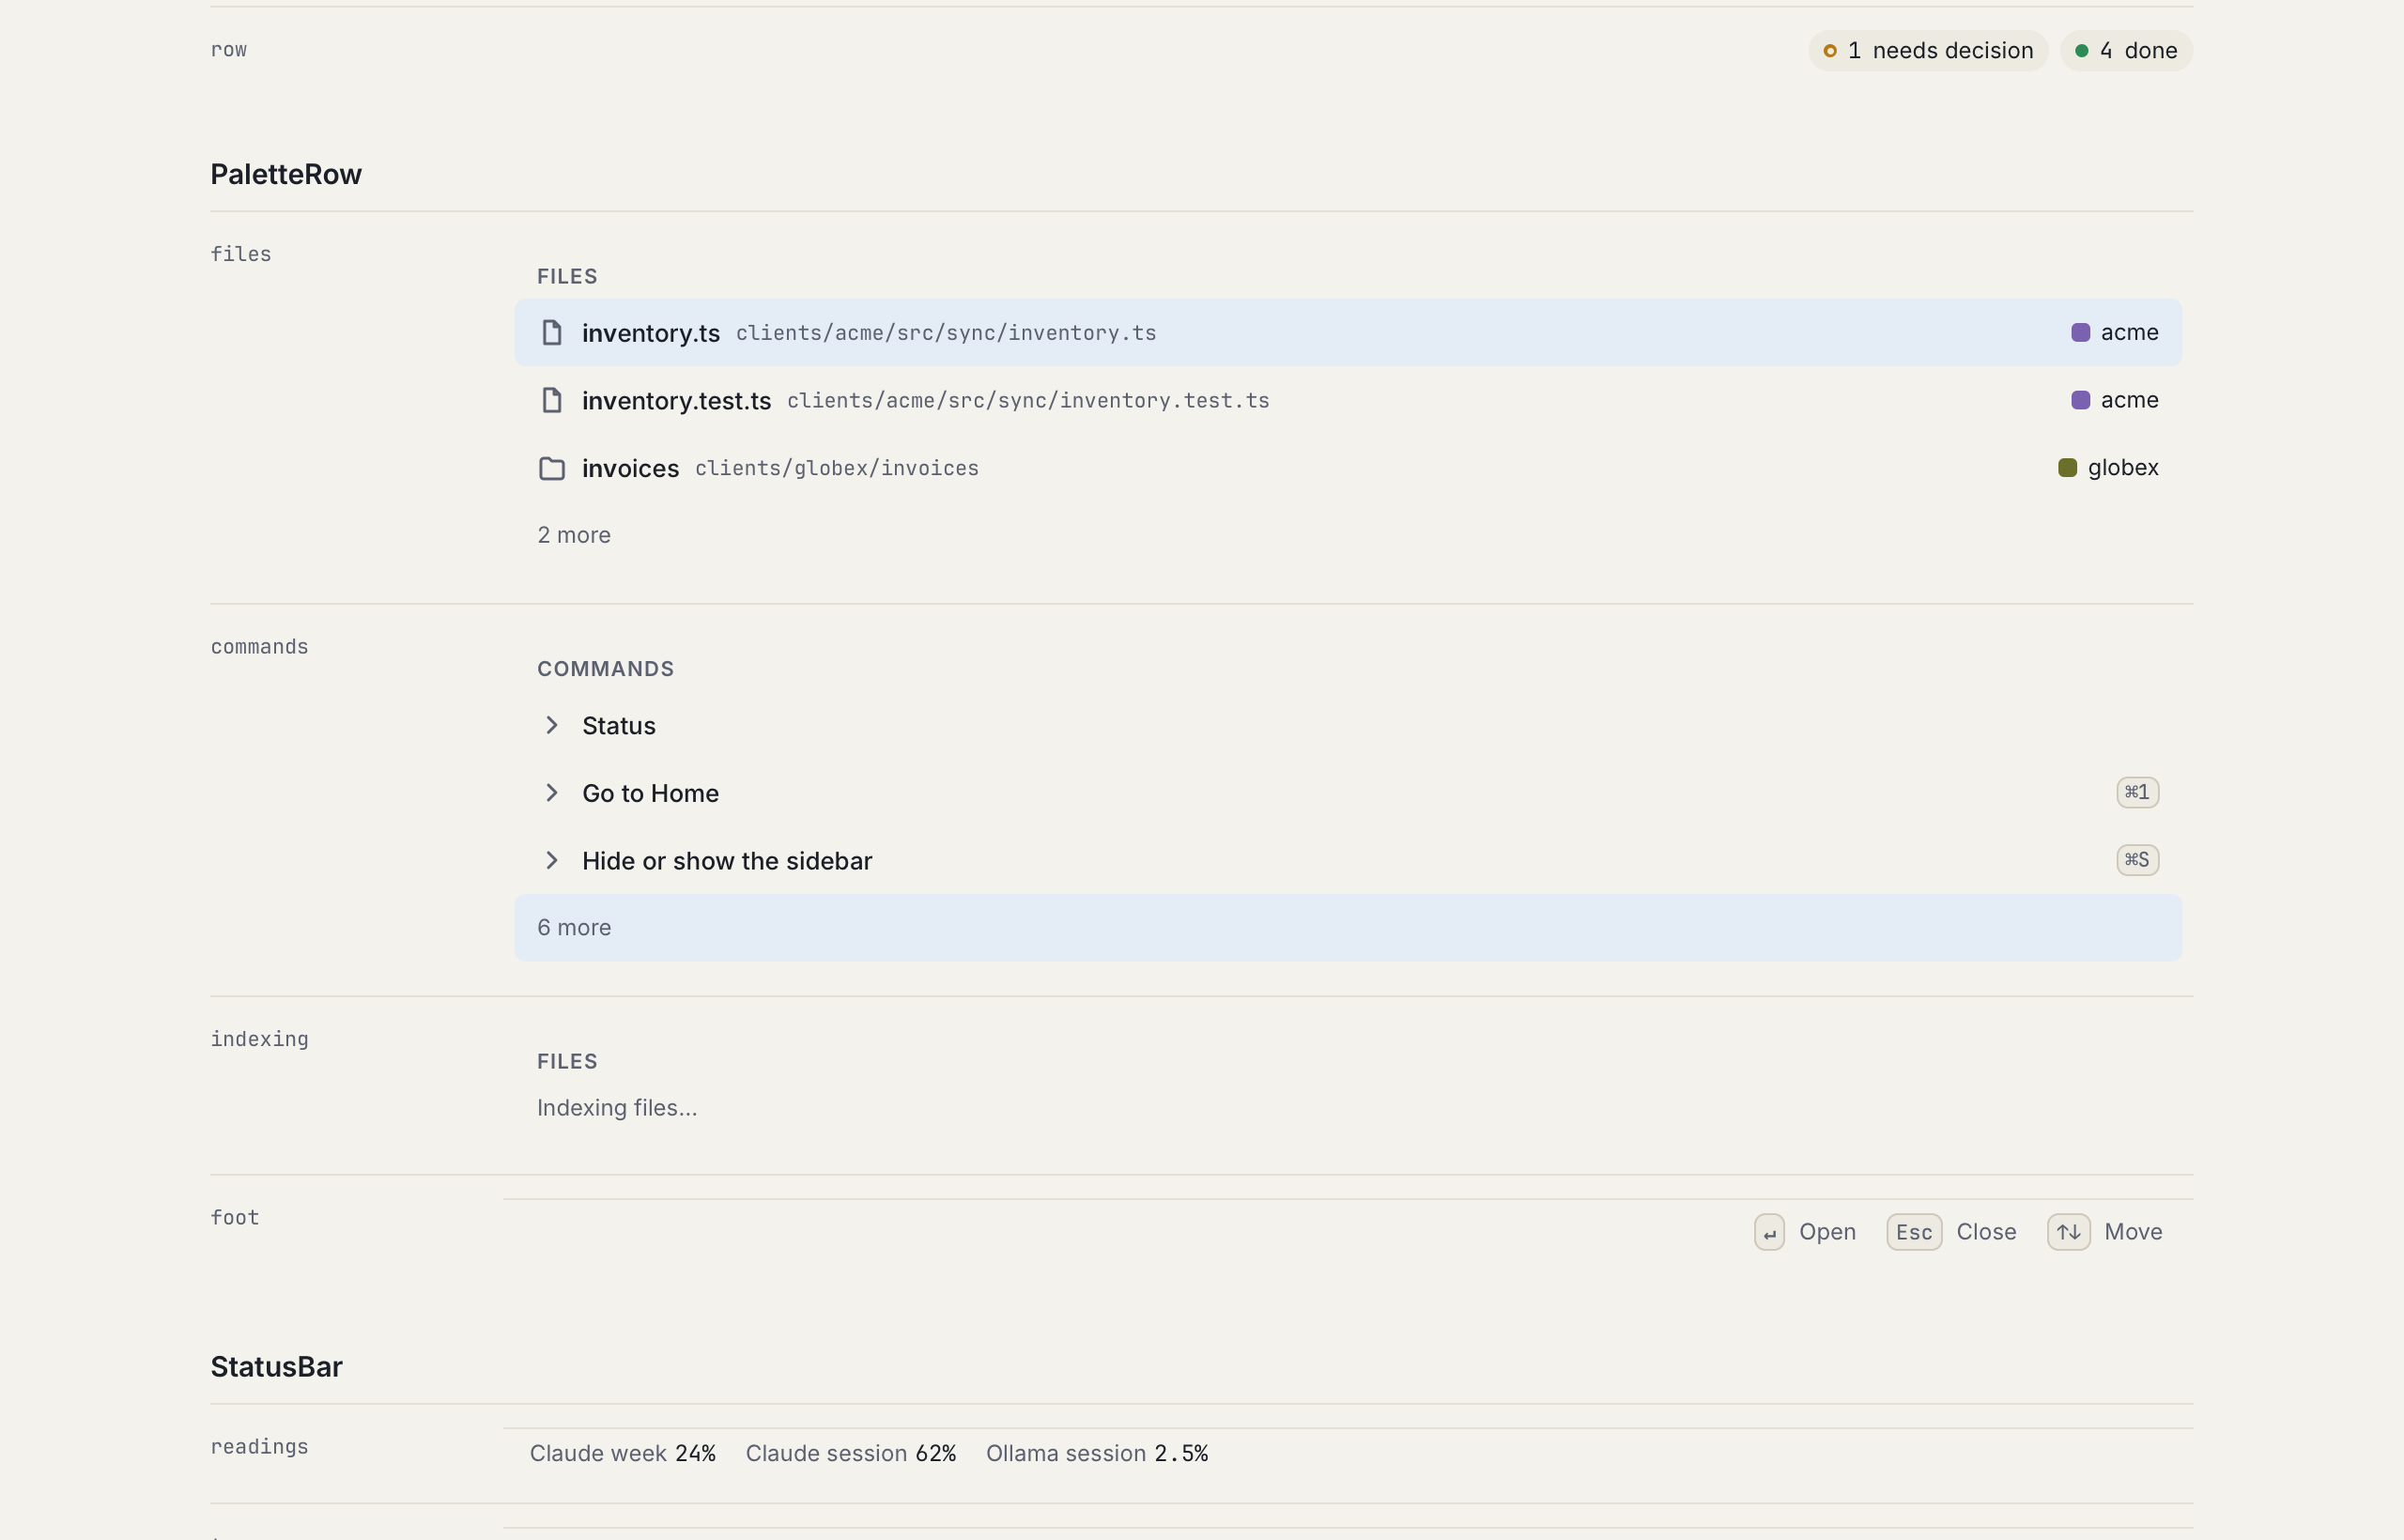 row
1 needs decision 4 done
PaletteRow
files
FILES
inventory.ts clients/acme/src/sync/inventory.ts acme
inventory.test.ts clients/acme/src/sync/inventory.test.ts acme
invoices clients/globex/invoices globex
2 more
commands
COMMANDS
Status
Go to Home ⌘1
Hide or show the sidebar ⌘S
6 more
indexing
FILES
Indexing files…
foot
↵ Open Esc Close ↑↓ Move
StatusBar
readings
Claude week 24% Claude session 62% Ollama session 2.5%